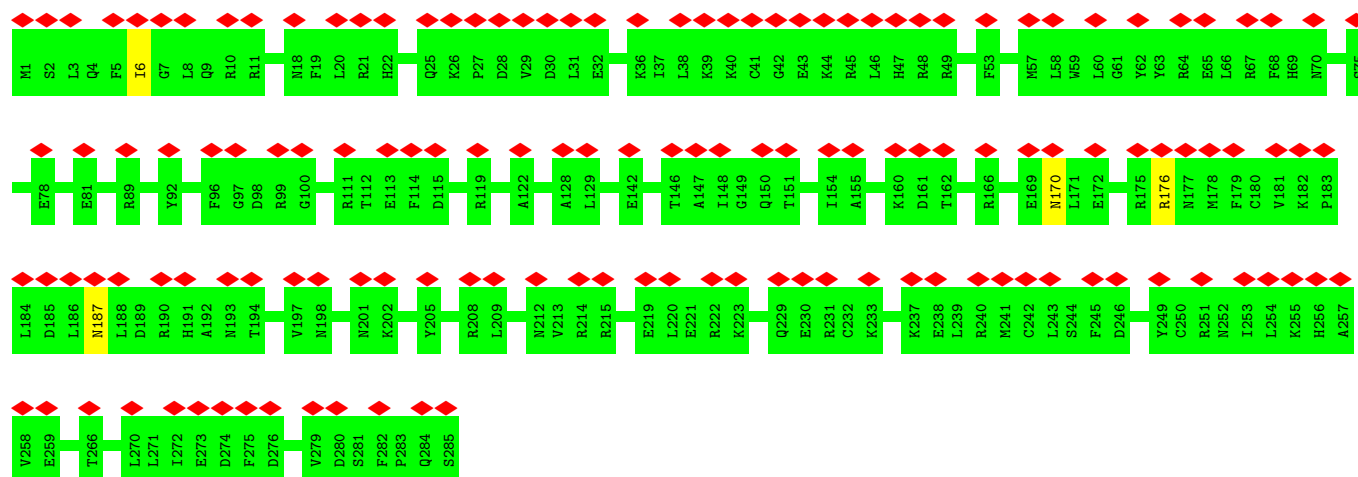 M1 S2 L3 Q4 F5 I6 G7 L8 Q9 R10 R11 N18 F19 L20 R21 H22 Q25 K26 P27 D28 V29 D30 L31 E32 K36 I37 L38 K39 K40 C41 G42 E43 K44 R45 L46 H47 R48 R49 F53 M57 L58 W59 L60 G61 Y62 Y63 R64 E65 L66 R67 F68 H69 N70
E78 E81 R89 Y92 F96 G97 D98 R99 G100 R111 T112 E113 F114 D115 R119 A122 A128 L129 E142 T146 A147 I148 G149 Q150 T151 I154 A155 K160 D161 T162 R166 E169 N170 L171 E172 R175 R176 N177 M178 F179 C180 V181 K182 P183
L184 D185 L186 N187 L188 D189 R190 H191 A192 N193 T194 V197 N198 N201 K202 Y205 R208 L209 N212 V213 R214 R215 E219 L220 E221 R222 K223 Q229 E230 R231 C232 K233 K237 E238 L239 R240 M241 C242 L243 S244 F245 D246 Y249 C250 R251 N252 I253 L254 K255 H256 A257
V258 E259 T266 L270 L271 I272 E273 D274 F275 D276 V279 D280 S281 F282 P283 Q284 S285